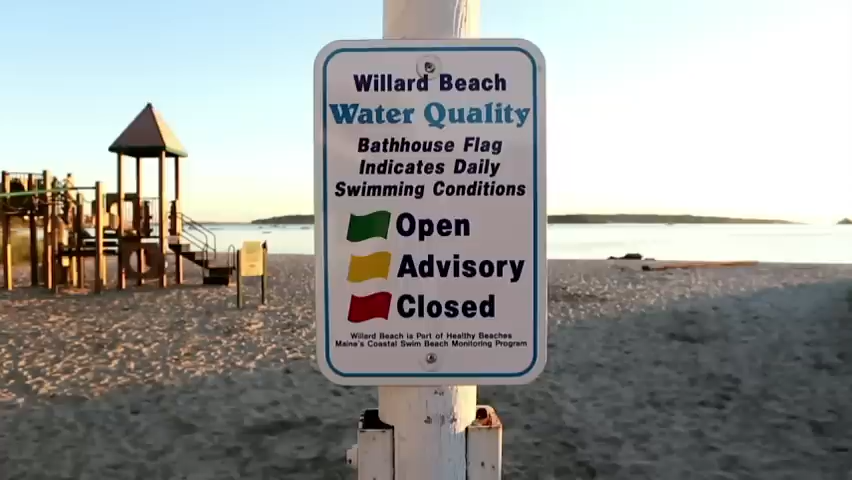 Willard Beach
Water Quality
Bathhouse Flag
Indicates Daily
Swimming Conditions
Open
Advisory
Closed
Willard Beach is Part of Healthy Beaches
Maine's Coastal Swim Beach Monitoring Program